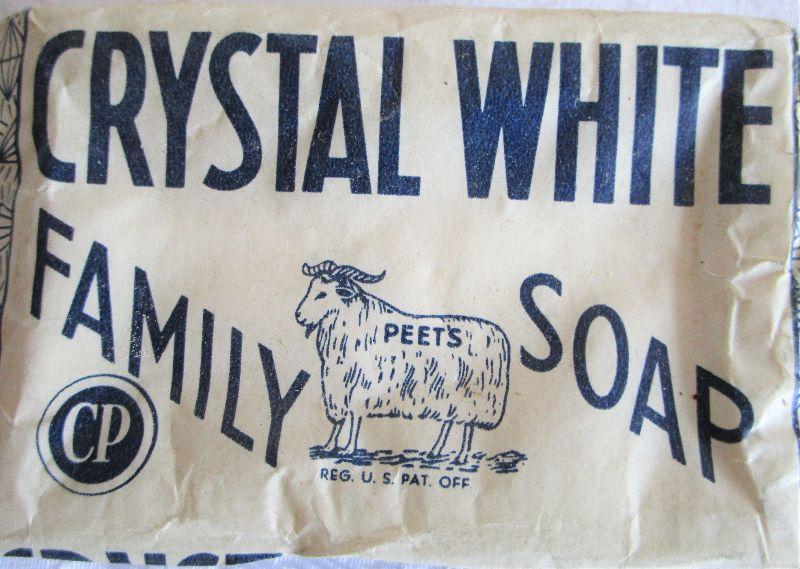 CRYSTAL WHITE
FAMILY SOAP
PEET'S
CP
REG. U. S. PAT. OFF.